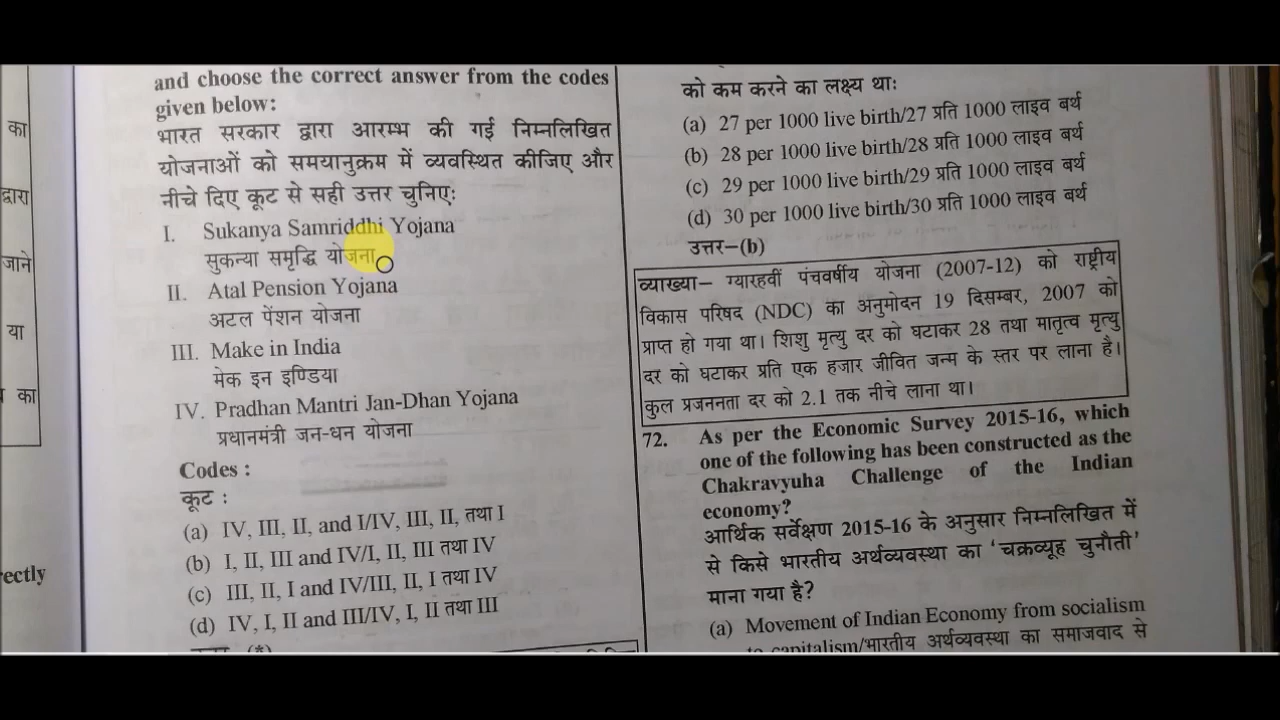 का
द्वारा
जाने
या
का
rectly
and choose the correct answer from the codes
given below:
भारत सरकार द्वारा आरम्भ की गई निम्नलिखित
योजनाओं को समयानुक्रम में व्यवस्थित कीजिए और
नीचे दिए कूट से सही उत्तर चुनिए:
I. Sukanya Samriddhi Yojana
सुकन्या समृद्धि योजना
II. Atal Pension Yojana
अटल पेंशन योजना
III. Make in India
मेक इन इण्डिया
IV. Pradhan Mantri Jan-Dhan Yojana
प्रधानमंत्री जन-धन योजना
Codes :
कूट :
(a) IV, III, II, and I/IV, III, II, तथा I
(b) I, II, III and IV/I, II, III तथा IV
(c) III, II, I and IV/III, II, I तथा IV
(d) IV, I, II and III/IV, I, II तथा III
(*)
को कम करने का लक्ष्य था:
(a) 27 per 1000 live birth/27 प्रति 1000 लाइव बर्थ
(b) 28 per 1000 live birth/28 प्रति 1000 लाइव बर्थ
(c) 29 per 1000 live birth/29 प्रति 1000 लाइव बर्थ
(d) 30 per 1000 live birth/30 प्रति 1000 लाइव बर्थ
उत्तर–(b)
व्याख्या– ग्यारहवीं पंचवर्षीय योजना (2007-12) को राष्ट्रीय
विकास परिषद (NDC) का अनुमोदन 19 दिसम्बर, 2007 को
प्राप्त हो गया था। शिशु मृत्यु दर को घटाकर 28 तथा मातृत्व मृत्यु
दर को घटाकर प्रति एक हजार जीवित जन्म के स्तर पर लाना है।
कुल प्रजननता दर को 2.1 तक नीचे लाना था।
72. As per the Economic Survey 2015-16, which
one of the following has been constructed as the
Chakravyuha Challenge of the Indian
economy?
आर्थिक सर्वेक्षण 2015-16 के अनुसार निम्नलिखित में
से किसे भारतीय अर्थव्यवस्था का 'चक्रव्यूह चुनौती'
माना गया है?
(a) Movement of Indian Economy from socialism
to capitalism/भारतीय अर्थव्यवस्था का समाजवाद से